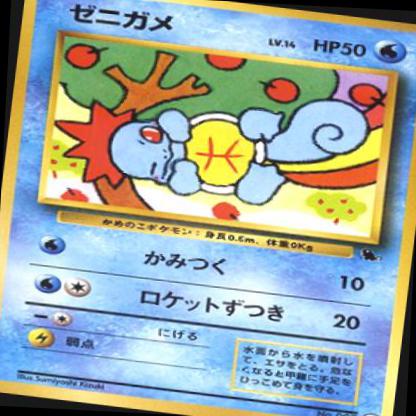 ゼニガメ
LV.14 HP50
かめのこポケモン:身長0.5m、体重0Kg
かみつく 10
ロケットずつき 20
にげる
弱点
水面から水を噴射し
て、エサをとる。危な
くなると甲羅に手足を
ひっこめて身を守る。
Illus. Sumiyoshi Kizuki